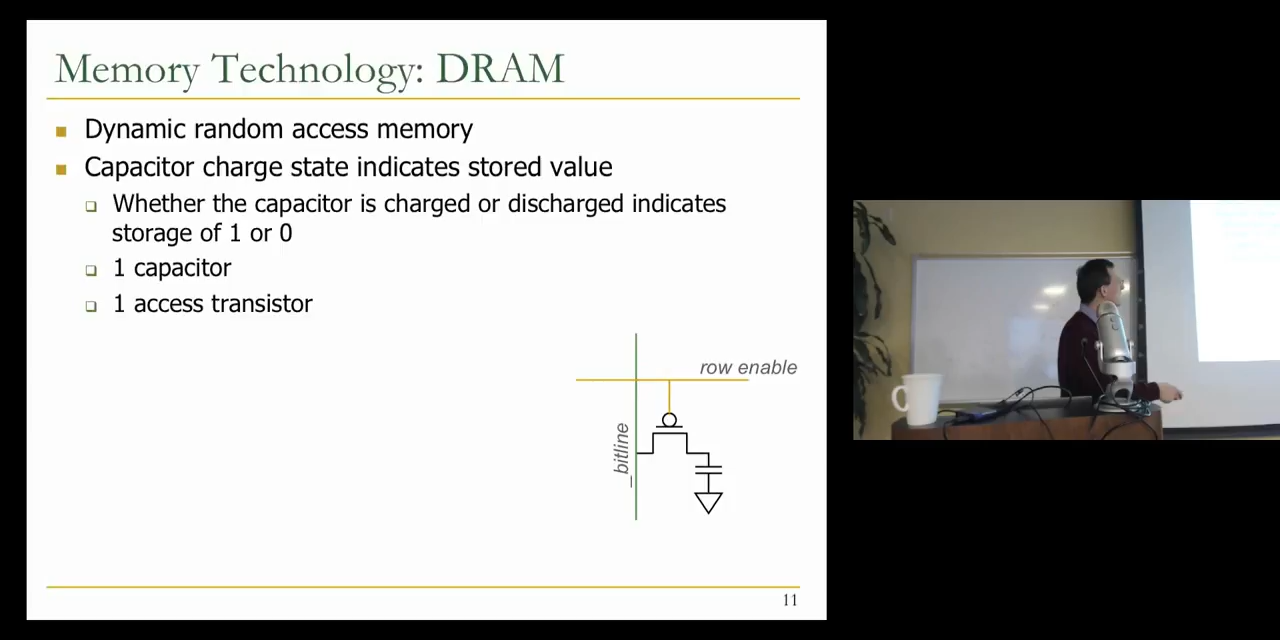 Memory Technology: DRAM
Dynamic random access memory
Capacitor charge state indicates stored value
Whether the capacitor is charged or discharged indicates
storage of 1 or 0
1 capacitor
1 access transistor
row enable
_bitline
11